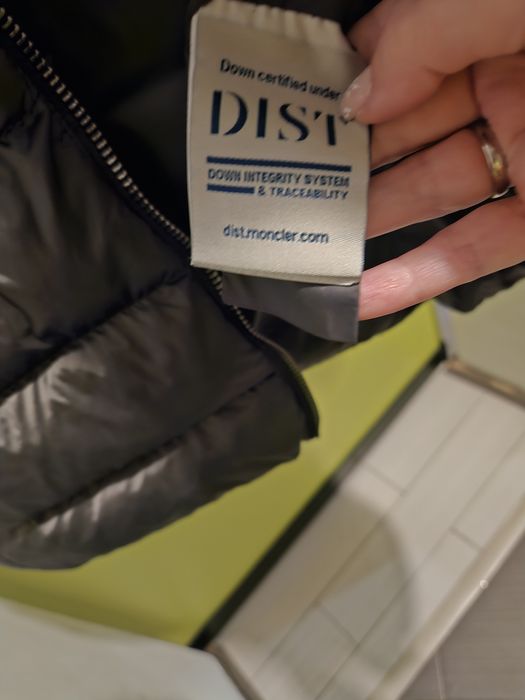 Down certified under
DIST
DOWN INTEGRITY SYSTEM
& TRACEABILITY
dist.moncler.com